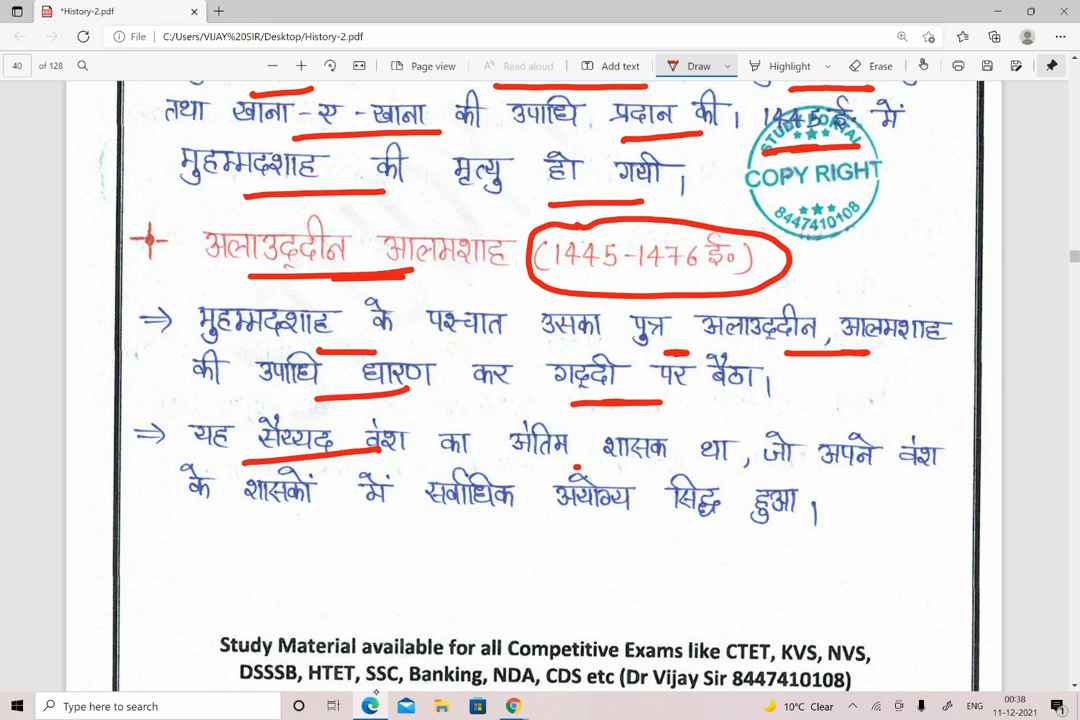 *History-2.pdf
File C:/Users/VIJAY%20SIR/Desktop/History-2.pdf
40 of 128 Page view Read aloud Add text Draw Highlight Erase
तथा खाना-ए-खाना की उपाधि प्रदान की। 1445 ई॰ में
मुहम्मदशाह की मृत्यु हो गयी।
COPY RIGHT
8447410108
अलाउद्दीन आलमशाह (1445-1476 ई॰)
⇒ मुहम्मदशाह के पश्चात उसका पुत्र अलाउद्दीन, आलमशाह
की उपाधि धारण कर गद्दी पर बैठा।
⇒ यह सैय्यद वंश का अंतिम शासक था, जो अपने वंश
के शासकों में सर्वाधिक अयोग्य सिद्ध हुआ।
Study Material available for all Competitive Exams like CTET, KVS, NVS,
DSSSB, HTET, SSC, Banking, NDA, CDS etc (Dr Vijay Sir 8447410108)
Type here to search
10°C Clear
ENG
00:38
11-12-2021
1